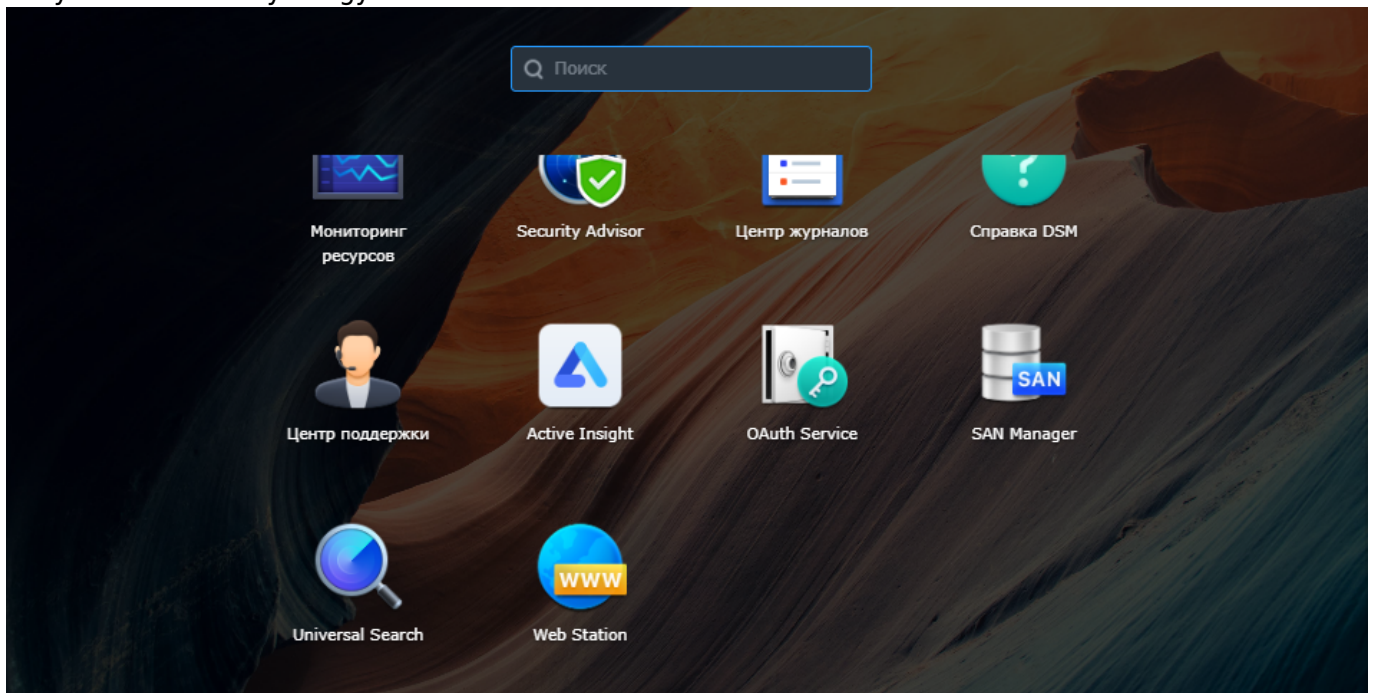 Поиск
Мониторинг
ресурсов
Security Advisor
Центр журналов
Справка DSM
Центр поддержки
Active Insight
OAuth Service
SAN
SAN Manager
Universal Search
www
Web Station